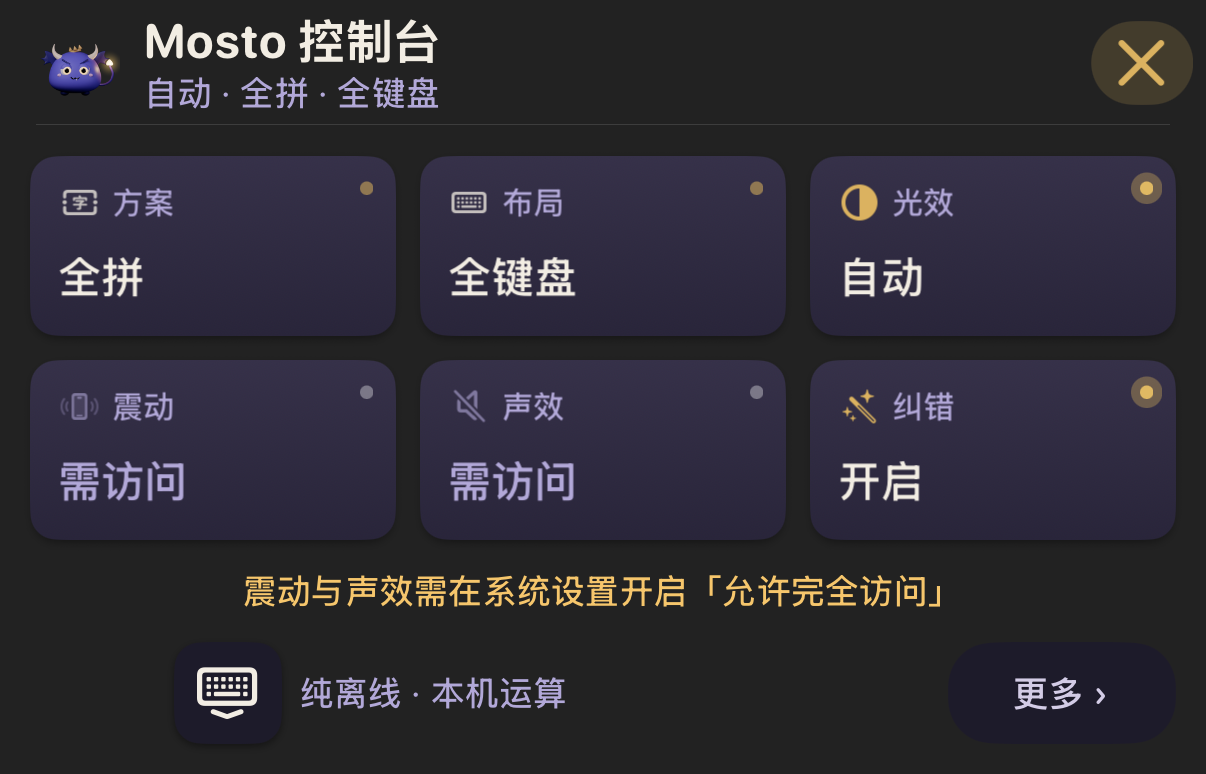 Mosto 控制台
自动 · 全拼 · 全键盘
字 方案
布局
光效
全拼
全键盘
自动
震动
声效
纠错
需访问
需访问
开启
震动与声效需在系统设置开启「允许完全访问」
纯离线 · 本机运算
更多 ›